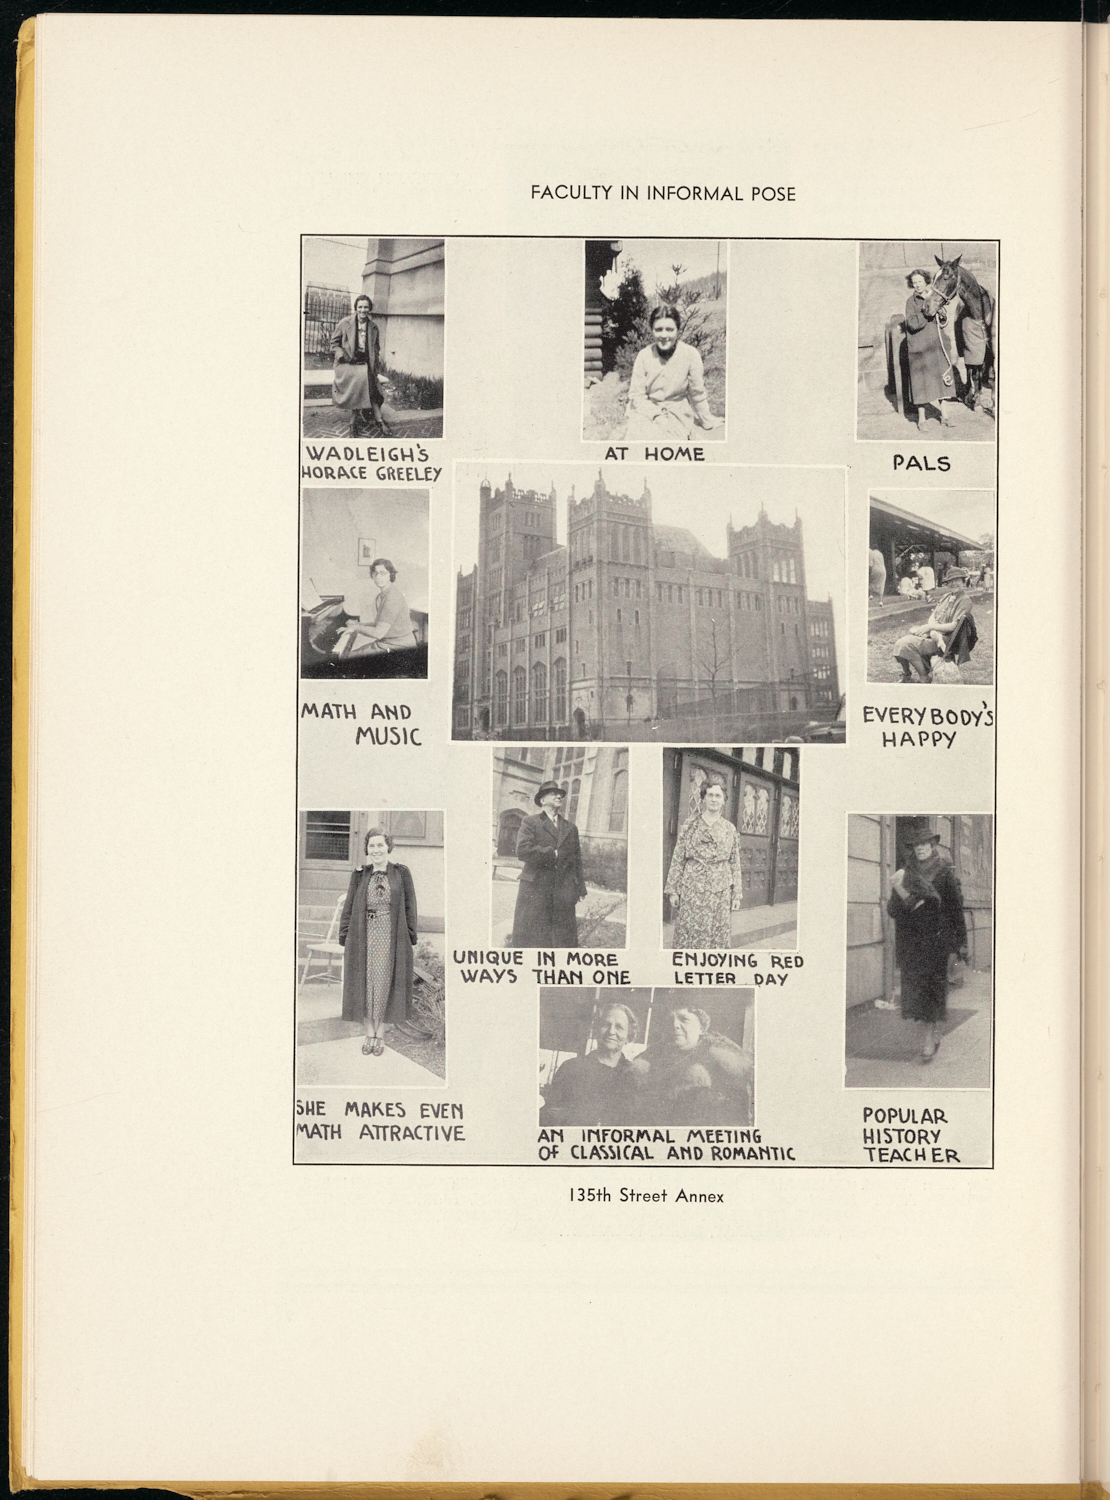 FACULTY IN INFORMAL POSE
WADLEIGH'S
HORACE GREELEY
AT HOME
PALS
MATH AND
MUSIC
EVERYBODY'S
HAPPY
UNIQUE IN MORE
WAYS THAN ONE
ENJOYING RED
LETTER DAY
SHE MAKES EVEN
MATH ATTRACTIVE
AN INFORMAL MEETING
OF CLASSICAL AND ROMANTIC
POPULAR
HISTORY
TEACHER
135th Street Annex